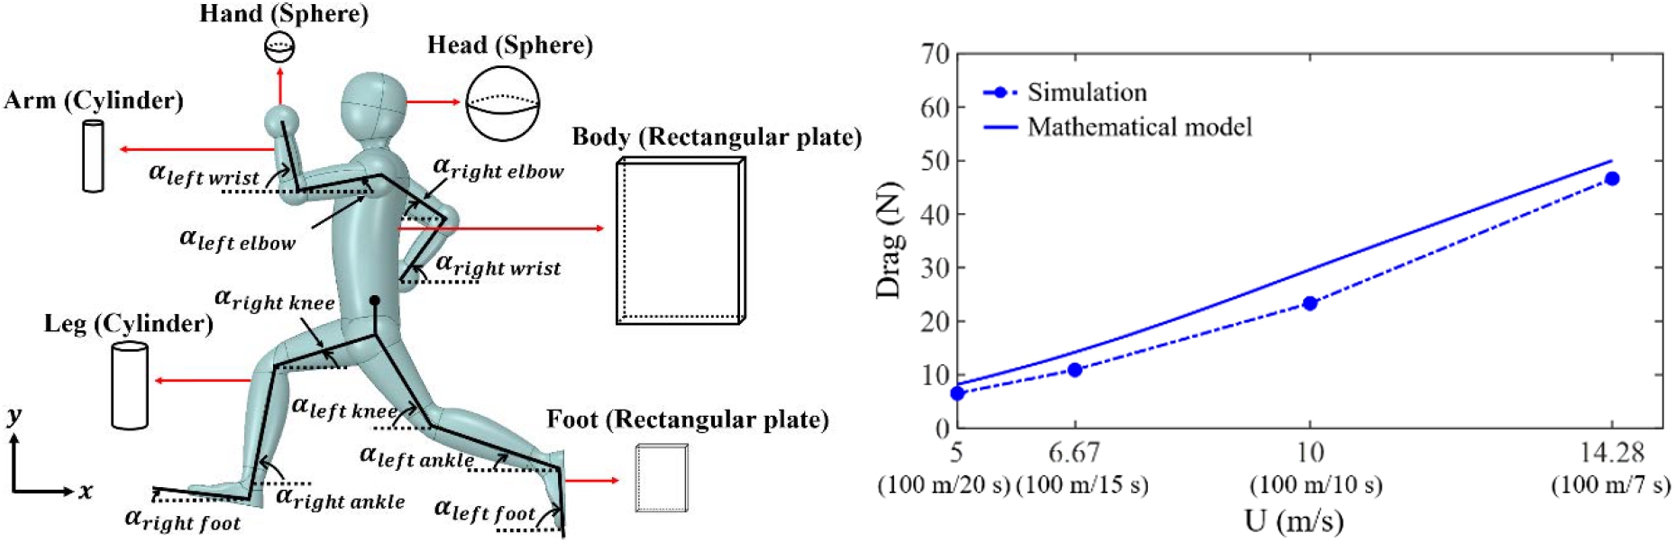 Hand (Sphere)
Head (Sphere)
Arm (Cylinder)
Body (Rectangular plate)
α left wrist
α right elbow
α left elbow
α right wrist
α right knee
Leg (Cylinder)
α left knee
Foot (Rectangular plate)
α left ankle
y
x
α right ankle
α left foot
α right foot
70
60
50
40
30
20
10
0
Drag (N)
Simulation
Mathematical model
5 6.67 10 14.28
(100 m/20 s) (100 m/15 s) (100 m/10 s) (100 m/7 s)
U (m/s)